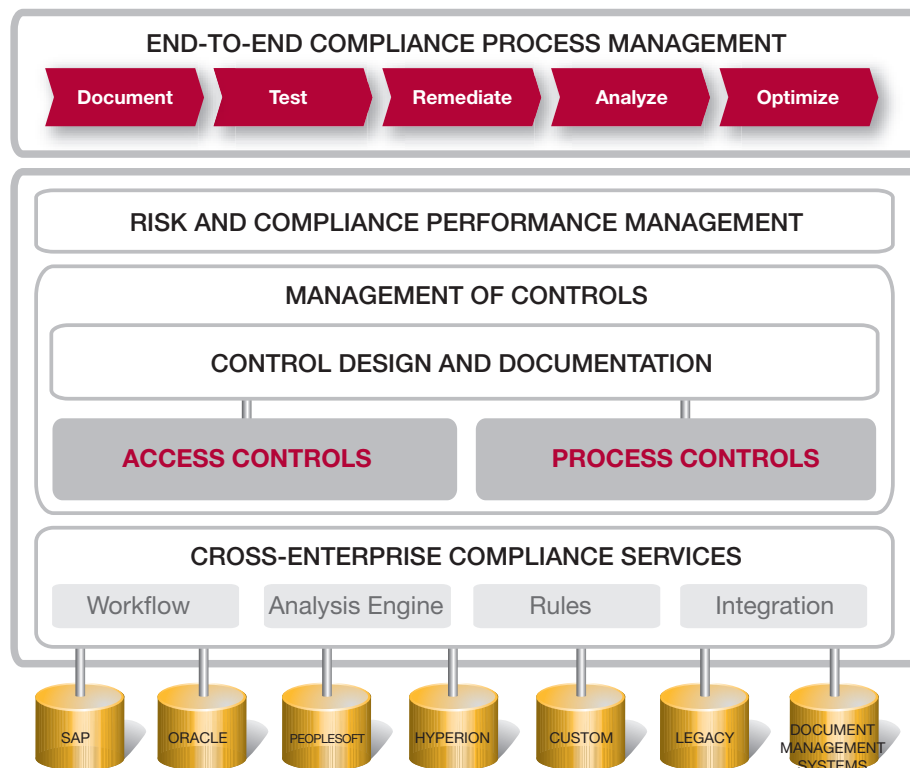 END-TO-END COMPLIANCE PROCESS MANAGEMENT
Document Test Remediate Analyze Optimize
RISK AND COMPLIANCE PERFORMANCE MANAGEMENT
MANAGEMENT OF CONTROLS
CONTROL DESIGN AND DOCUMENTATION
ACCESS CONTROLS PROCESS CONTROLS
CROSS-ENTERPRISE COMPLIANCE SERVICES
Workflow Analysis Engine Rules Integration
SAP ORACLE PEOPLESOFT HYPERION CUSTOM LEGACY DOCUMENT
MANAGEMENT
SYSTEMS